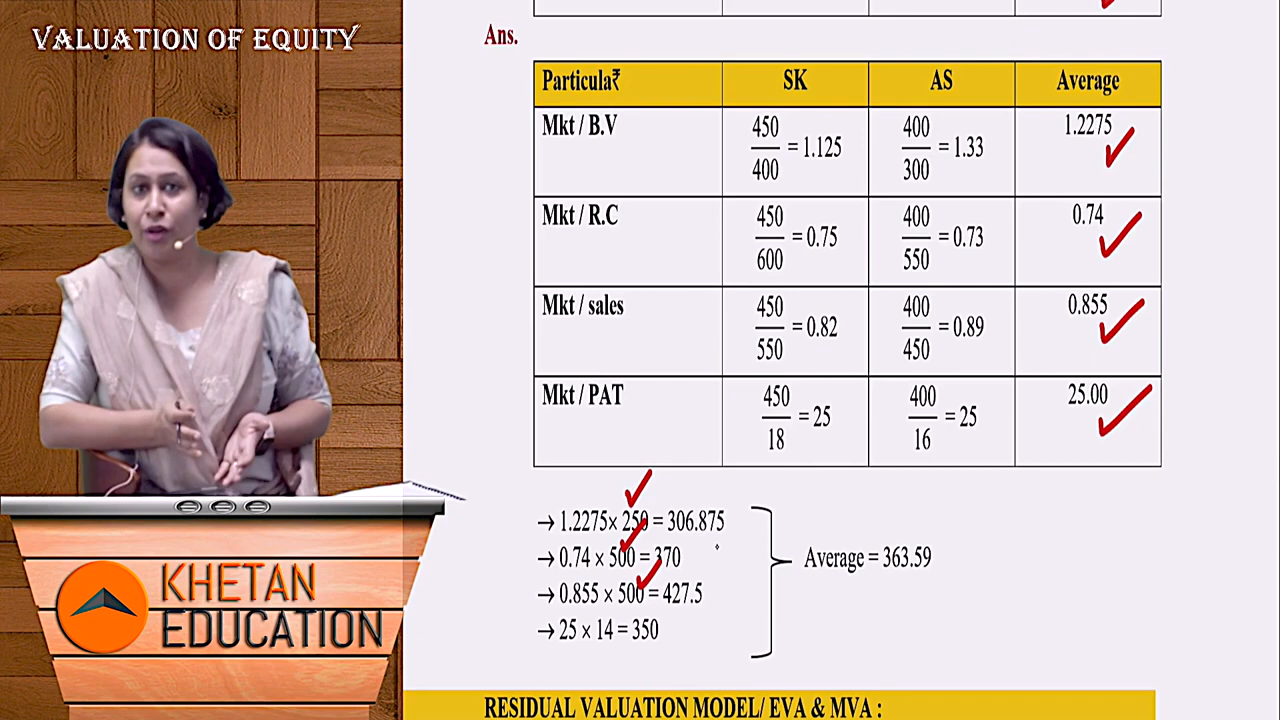 VALUATION OF EQUITY
Ans.
Particula₹ SK AS Average
Mkt / B.V 450/400 = 1.125 400/300 = 1.33 1.2275
Mkt / R.C 450/600 = 0.75 400/550 = 0.73 0.74
Mkt / sales 450/550 = 0.82 400/450 = 0.89 0.855
Mkt / PAT 450/18 = 25 400/16 = 25 25.00
→ 1.2275× 250 = 306.875
→ 0.74 × 500 = 370
→ 0.855 × 500 = 427.5
→ 25 × 14 = 350
Average = 363.59
KHETAN
EDUCATION
RESIDUAL VALUATION MODEL/ EVA & MVA :